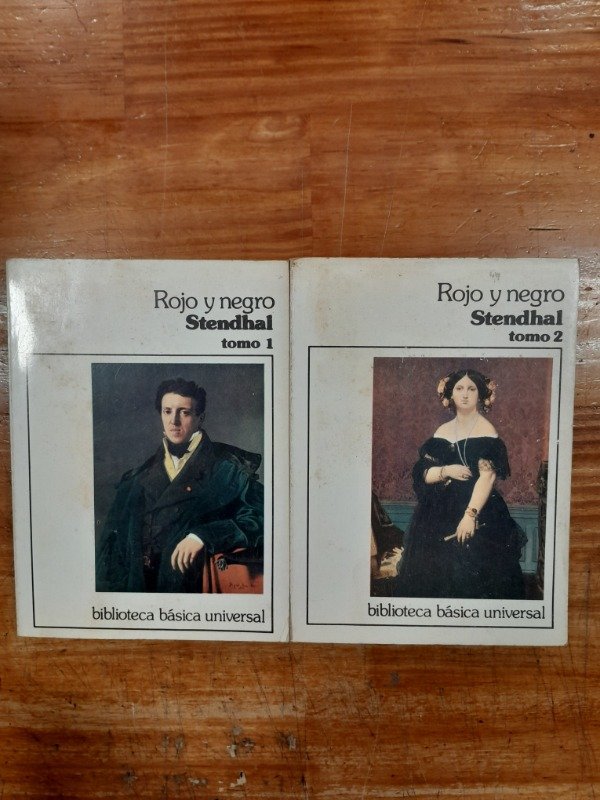 Rojo y negro
Stendhal
tomo 1
biblioteca básica universal
Rojo y negro
Stendhal
tomo 2
biblioteca básica universal